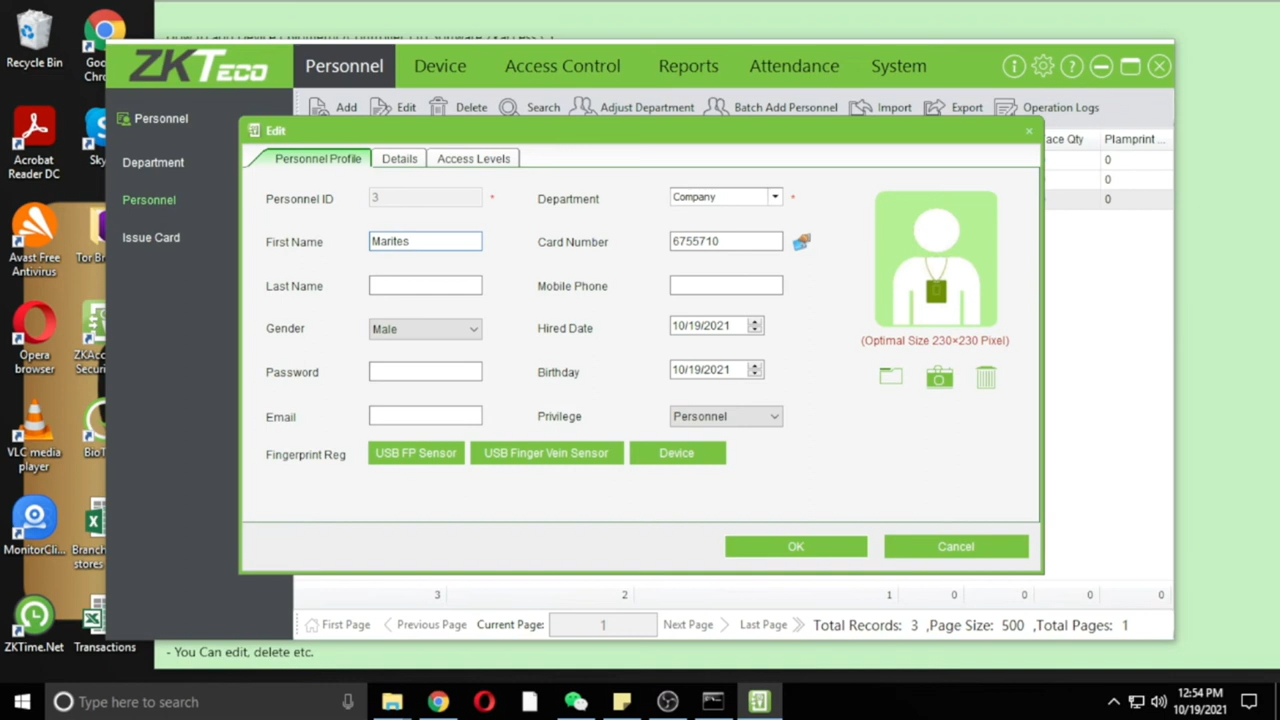 Recycle Bin
Acrobat
Reader DC
Avast Free
Antivirus
Opera
browser
VLC media
player
MonitorCli...
Branch
stores
ZKTime.Net
Transactions
ZKTeco
Personnel
Device
Access Control
Reports
Attendance
System
Add
Edit
Delete
Search
Adjust Department
Batch Add Personnel
Import
Export
Operation Logs
Personnel
Department
Personnel
Issue Card
Plamprint ...
0
0
0
Edit
Personnel Profile
Details
Access Levels
Personnel ID
3
*
Department
Company
*
First Name
Marites
Card Number
6755710
Last Name
Mobile Phone
Gender
Male
Hired Date
10/19/2021
Password
Birthday
10/19/2021
Email
Privilege
Personnel
(Optimal Size 230×230 Pixel)
Fingerprint Reg
USB FP Sensor
USB Finger Vein Sensor
Device
OK
Cancel
3
2
1
0
0
0
0
First Page
Previous Page
Current Page:
1
Next Page
Last Page
Total Records: 3 ,Page Size: 500 ,Total Pages: 1
- You Can edit, delete etc.
Type here to search
12:54 PM
10/19/2021